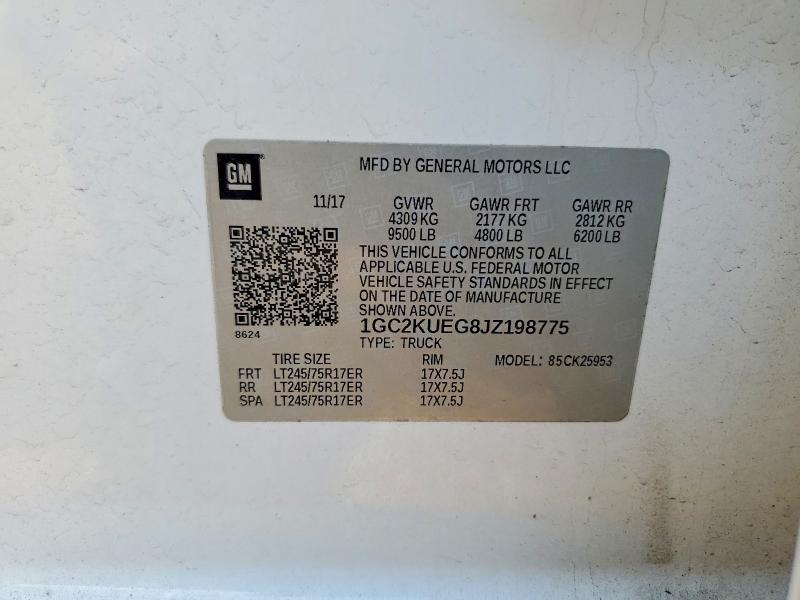 GM
MFD BY GENERAL MOTORS LLC
11/17 GVWR GAWR FRT GAWR RR
4309 KG 2177 KG 2812 KG
9500 LB 4800 LB 6200 LB
THIS VEHICLE CONFORMS TO ALL
APPLICABLE U.S. FEDERAL MOTOR
VEHICLE SAFETY STANDARDS IN EFFECT
ON THE DATE OF MANUFACTURE
SHOWN ABOVE.
8624
1GC2KUEG8JZ198775
TYPE: TRUCK
TIRE SIZE RIM MODEL: 85CK25953
FRT LT245/75R17ER 17X7.5J
RR LT245/75R17ER 17X7.5J
SPA LT245/75R17ER 17X7.5J